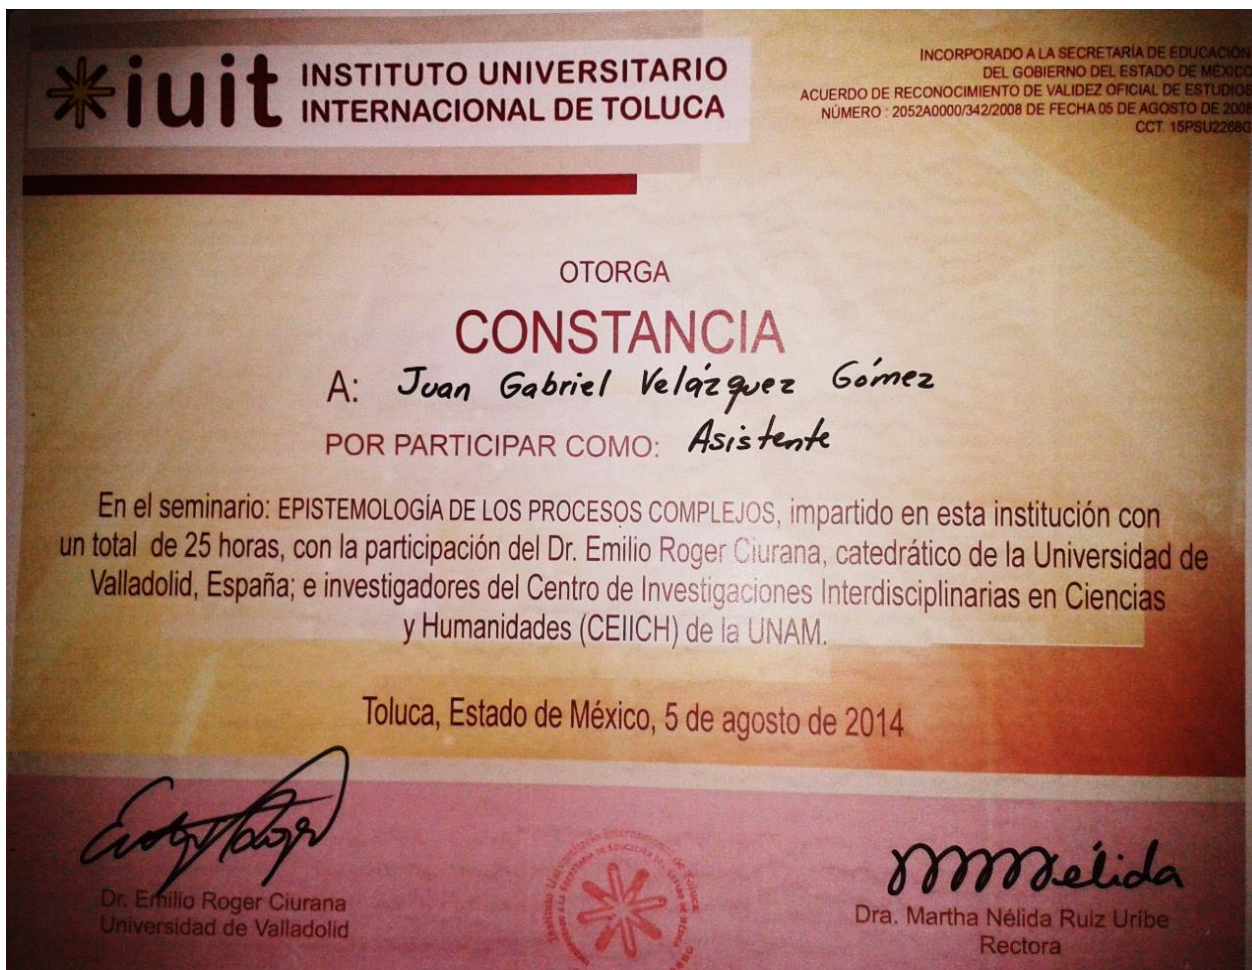 iuit INSTITUTO UNIVERSITARIO
INTERNACIONAL DE TOLUCA
INCORPORADO A LA SECRETARÍA DE EDUCACIÓN
DEL GOBIERNO DEL ESTADO DE MÉXICO
ACUERDO DE RECONOCIMIENTO DE VALIDEZ OFICIAL DE ESTUDIOS
NÚMERO : 2052A0000/342/2008 DE FECHA 05 DE AGOSTO DE 2008
CCT. 15PSU2268G
OTORGA
CONSTANCIA
A: Juan Gabriel Velázquez Gómez
POR PARTICIPAR COMO: Asistente
En el seminario: EPISTEMOLOGÍA DE LOS PROCESOS COMPLEJOS, impartido en esta institución con
un total de 25 horas, con la participación del Dr. Emilio Roger Ciurana, catedrático de la Universidad de
Valladolid, España; e investigadores del Centro de Investigaciones Interdisciplinarias en Ciencias
y Humanidades (CEIICH) de la UNAM.
Toluca, Estado de México, 5 de agosto de 2014
Dr. Emilio Roger Ciurana
Universidad de Valladolid
Dra. Martha Nélida Ruiz Uribe
Rectora